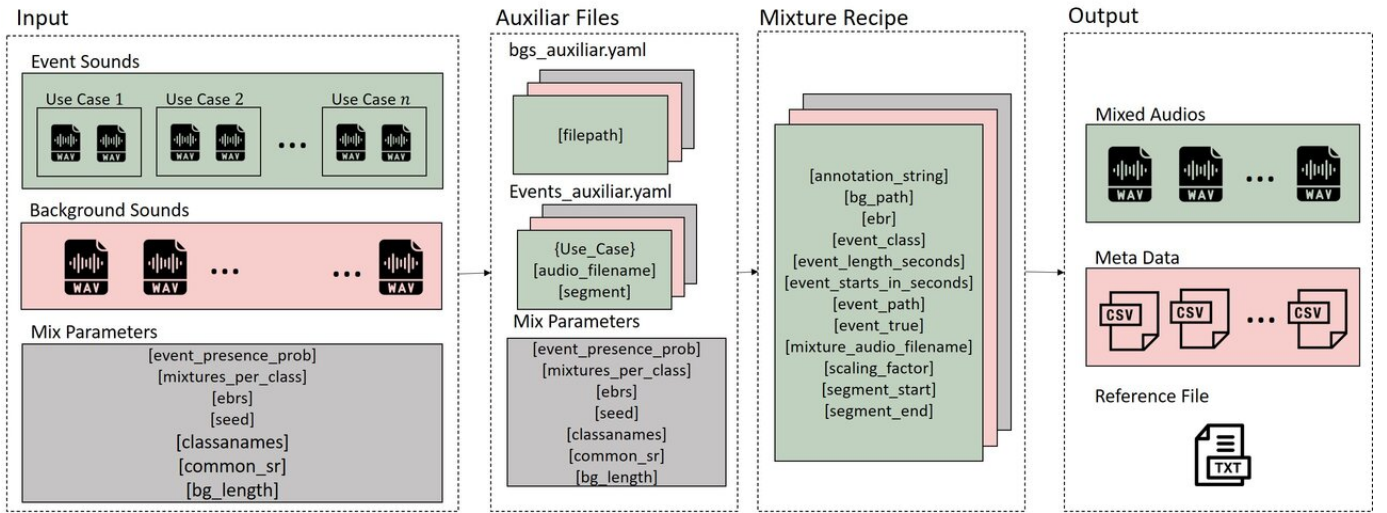 Input
Event Sounds
Use Case 1
Use Case 2
Use Case n
WAV
WAV
WAV
WAV
WAV
WAV
Background Sounds
WAV
WAV
WAV
Mix Parameters
[event_presence_prob]
[mixtures_per_class]
[ebrs]
[seed]
[classanames]
[common_sr]
[bg_length]
Auxiliar Files
bgs_auxiliar.yaml
[filepath]
Events_auxiliar.yaml
{Use_Case}
[audio_filename]
[segment]
Mix Parameters
[event_presence_prob]
[mixtures_per_class]
[ebrs]
[seed]
[classanames]
[common_sr]
[bg_length]
Mixture Recipe
[annotation_string]
[bg_path]
[ebr]
[event_class]
[event_length_seconds]
[event_starts_in_seconds]
[event_path]
[event_true]
[mixture_audio_filename]
[scaling_factor]
[segment_start]
[segment_end]
Output
Mixed Audios
WAV
WAV
WAV
Meta Data
CSV
CSV
CSV
Reference File
TXT